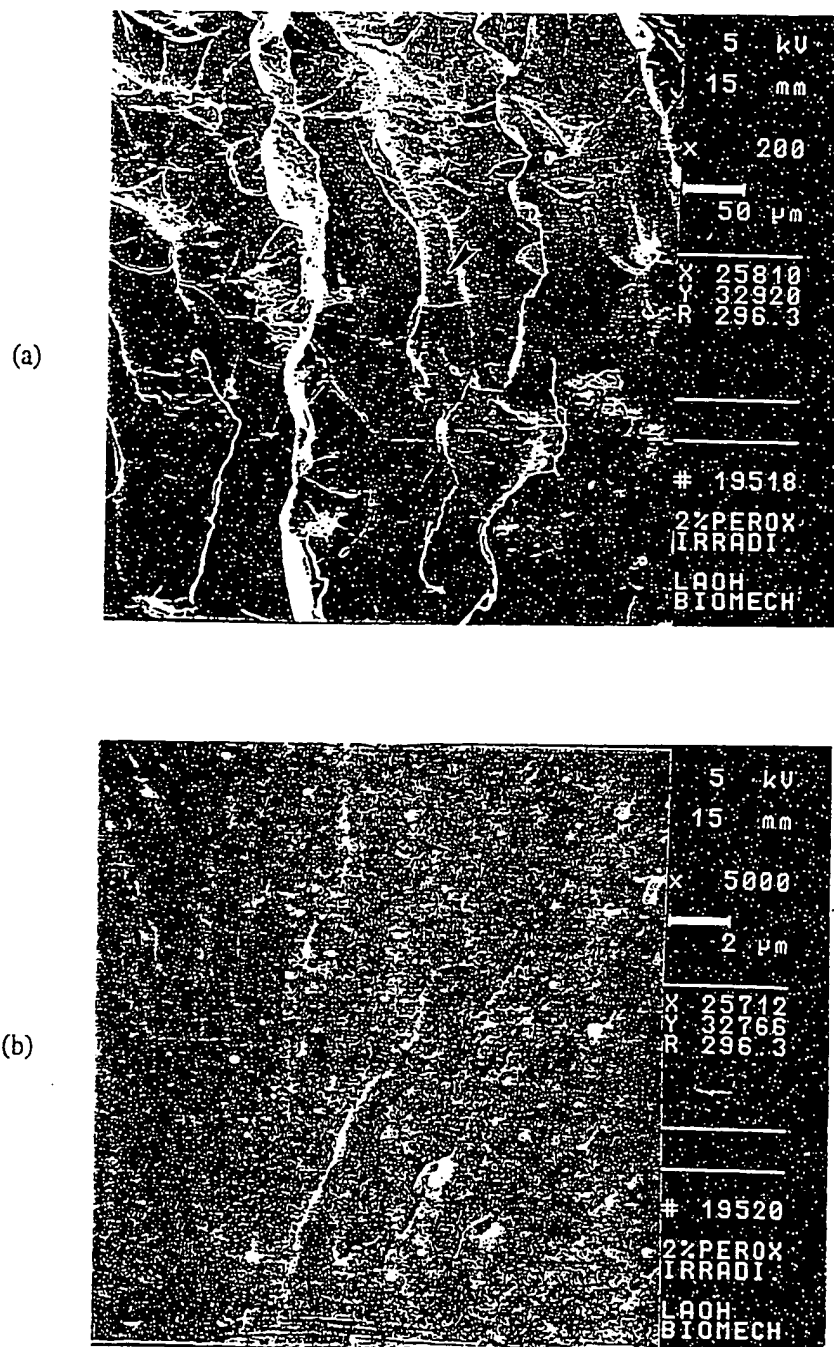 (a)
5 kV
15 mm
x 200
50 µm
X 25810
Y 32920
R 296.3
# 19518
2%PEROX
IRRADI.
LAOH
BIOMECH
(b)
5 kV
15 mm
x 5000
2 µm
X 25712
Y 32766
R 296.3
# 19520
2%PEROX
IRRADI.
LAOH
BIOMECH